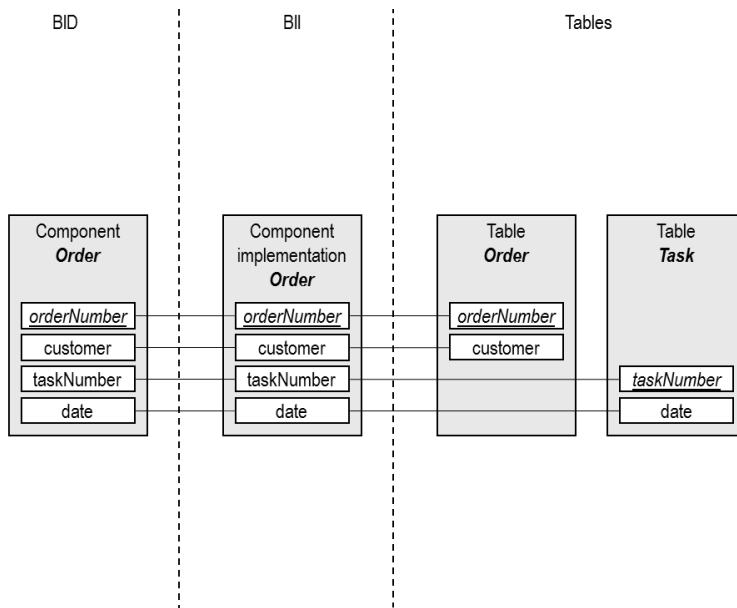 BID
BII
Tables
Component
Order
orderNumber
customer
taskNumber
date
Component
implementation
Order
orderNumber
customer
taskNumber
date
Table
Order
orderNumber
customer
Table
Task
taskNumber
date